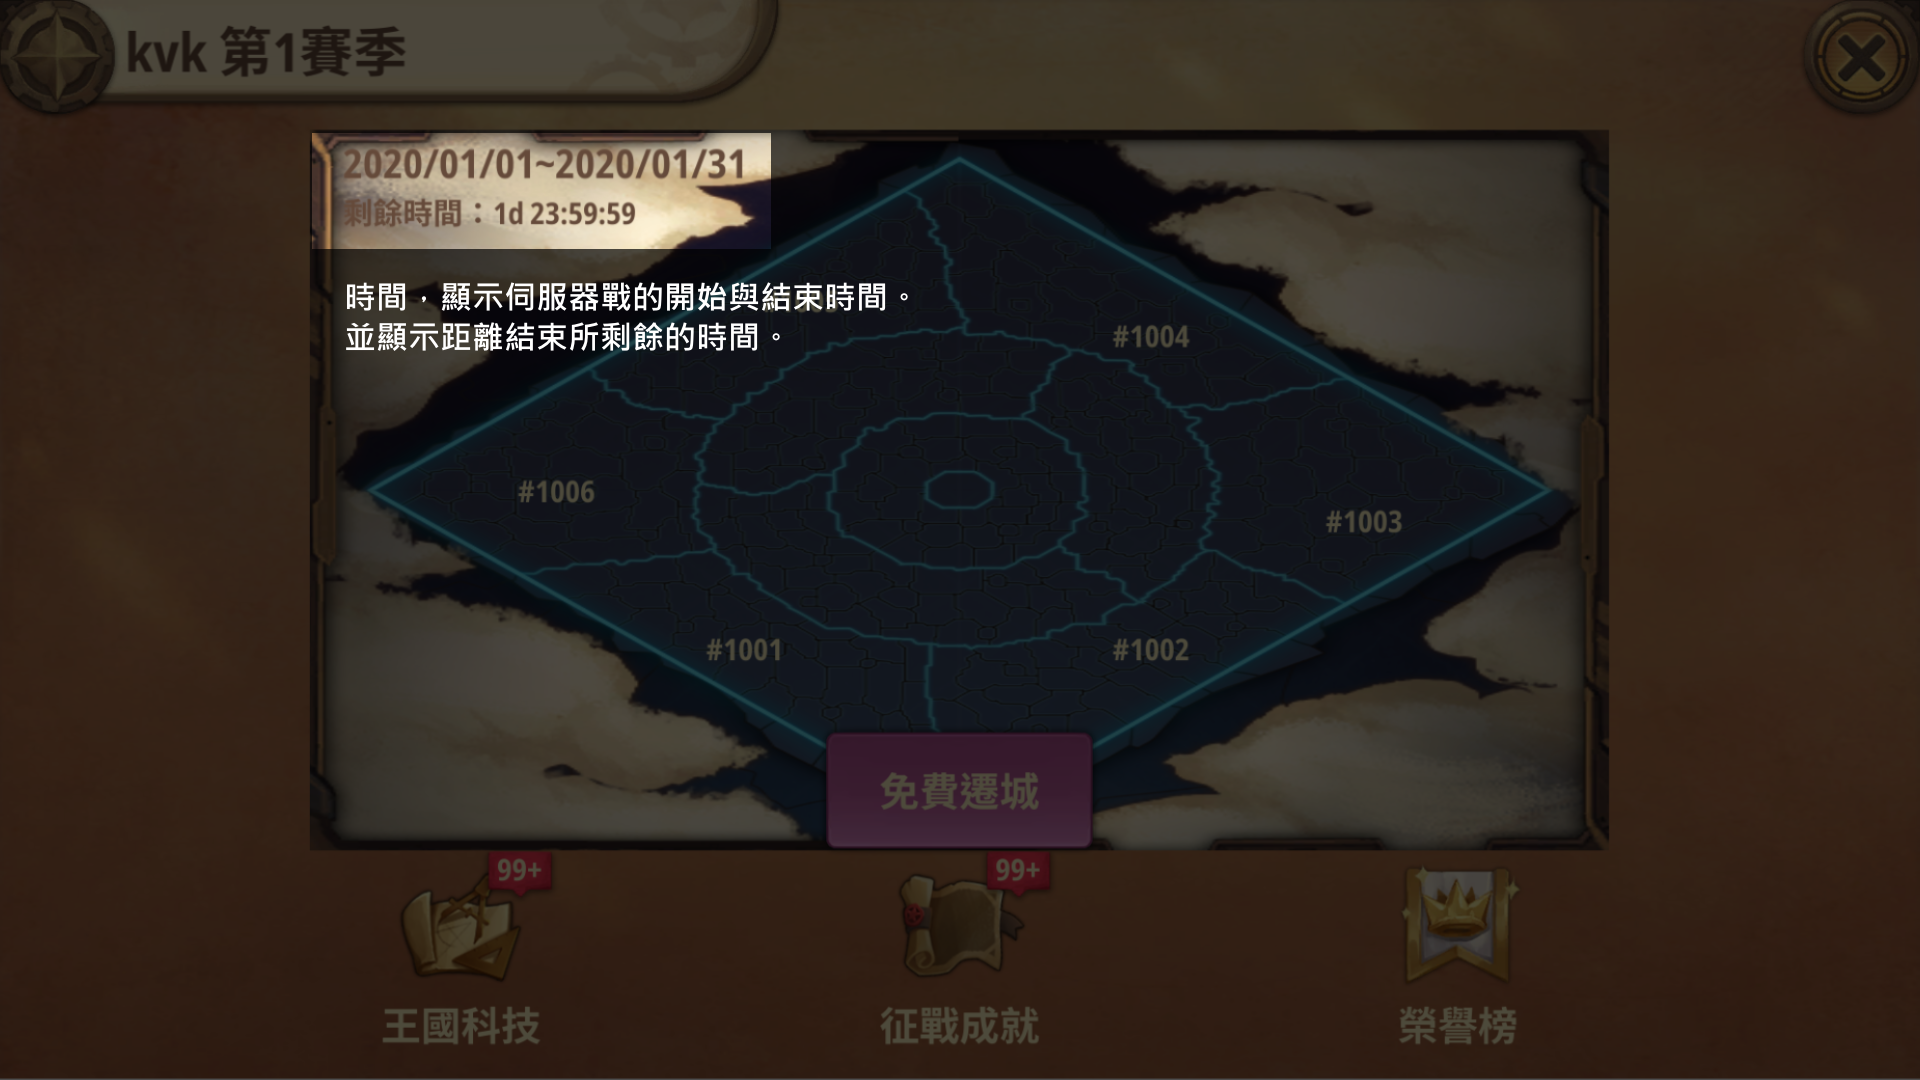 kvk 第1賽季
2020/01/01~2020/01/31
剩餘時間：1d 23:59:59
時間，顯示伺服器戰的開始與結束時間。
並顯示距離結束所剩餘的時間。
#1004
#1006
#1003
#1001
#1002
免費遷城
99+
99+
王國科技
征戰成就
榮譽榜